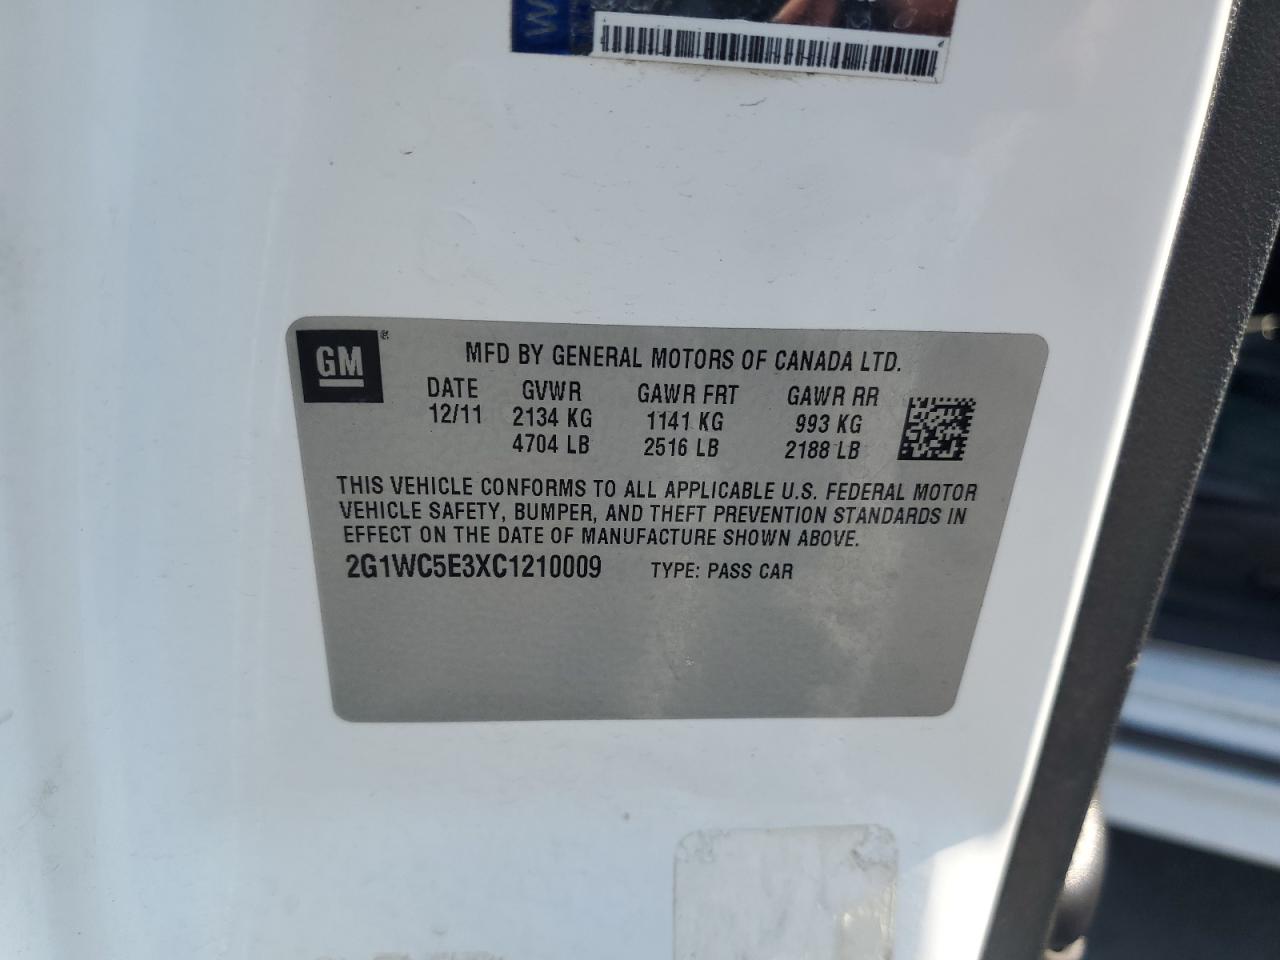 W
GM ®
MFD BY GENERAL MOTORS OF CANADA LTD.
DATE GVWR GAWR FRT GAWR RR
12/11 2134 KG 1141 KG 993 KG
4704 LB 2516 LB 2188 LB
THIS VEHICLE CONFORMS TO ALL APPLICABLE U.S. FEDERAL MOTOR
VEHICLE SAFETY, BUMPER, AND THEFT PREVENTION STANDARDS IN
EFFECT ON THE DATE OF MANUFACTURE SHOWN ABOVE.
2G1WC5E3XC1210009 TYPE: PASS CAR